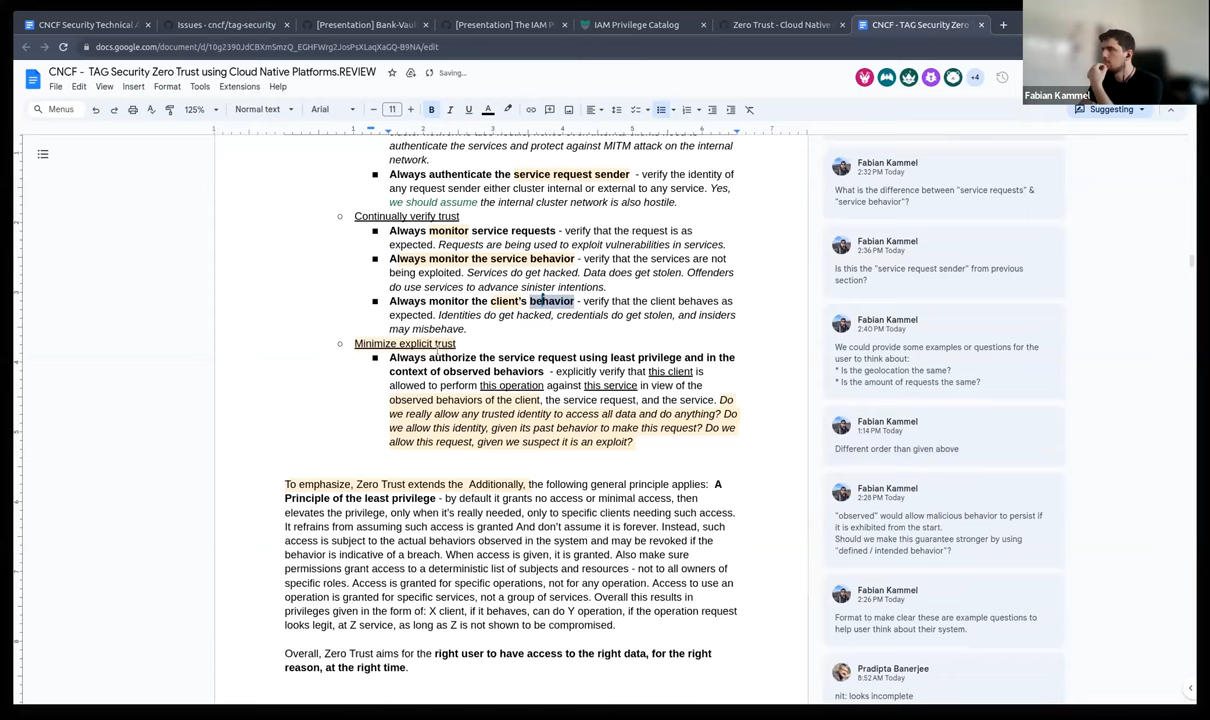 CNCF Security Technical A
Issues · cncf/tag-security
[Presentation] Bank-Vau
[Presentation] The IAM P
IAM Privilege Catalog
Zero Trust - Cloud Native
CNCF - TAG Security Zero
docs.google.com/document/d/10g2390JdCBXmSmzQ_EGHFWrg2JosPsXLaqXaGQ-B9NA/edit
CNCF - TAG Security Zero Trust using Cloud Native Platforms.REVIEW
Saving...
+4
File Edit View Insert Format Tools Extensions Help
Fabian Kammel
Menus
125%
Normal text
Arial
11
Suggesting
authenticate the services and protect against MITM attack on the internal
network.
■ Always authenticate the service request sender - verify the identity of
any request sender either cluster internal or external to any service. Yes,
we should assume the internal cluster network is also hostile.
○ Continually verify trust
■ Always monitor service requests - verify that the request is as
expected. Requests are being used to exploit vulnerabilities in services.
■ Always monitor the service behavior - verify that the services are not
being exploited. Services do get hacked. Data does get stolen. Offenders
do use services to advance sinister intentions.
■ Always monitor the client's behavior - verify that the client behaves as
expected. Identities do get hacked, credentials do get stolen, and insiders
may misbehave.
○ Minimize explicit trust
■ Always authorize the service request using least privilege and in the
context of observed behaviors - explicitly verify that this client is
allowed to perform this operation against this service in view of the
observed behaviors of the client, the service request, and the service. Do
we really allow any trusted identity to access all data and do anything? Do
we allow this identity, given its past behavior to make this request? Do we
allow this request, given we suspect it is an exploit?
To emphasize, Zero Trust extends the Additionally, the following general principle applies: A
Principle of the least privilege - by default it grants no access or minimal access, then
elevates the privilege, only when it's really needed, only to specific clients needing such access.
It refrains from assuming such access is granted And don't assume it is forever. Instead, such
access is subject to the actual behaviors observed in the system and may be revoked if the
behavior is indicative of a breach. When access is given, it is granted. Also make sure
permissions grant access to a deterministic list of subjects and resources - not to all owners of
specific roles. Access is granted for specific operations, not for any operation. Access to use an
operation is granted for specific services, not a group of services. Overall this results in
privileges given in the form of: X client, if it behaves, can do Y operation, if the operation request
looks legit, at Z service, as long as Z is not shown to be compromised.
Overall, Zero Trust aims for the right user to have access to the right data, for the right
reason, at the right time.
Fabian Kammel
2:32 PM Today
What is the difference between "service requests" &
"service behavior"?
Fabian Kammel
2:36 PM Today
Is this the "service request sender" from previous
section?
Fabian Kammel
2:40 PM Today
We could provide some examples or questions for the
user to think about:
* Is the geolocation the same?
* Is the amount of requests the same?
Fabian Kammel
1:14 PM Today
Different order than given above
Fabian Kammel
2:28 PM Today
"observed" would allow malicious behavior to persist if
it is exhibited from the start.
Should we make this guarantee stronger by using
"defined / intended behavior"?
Fabian Kammel
2:26 PM Today
Format to make clear these are example questions to
help user think about their system.
Pradipta Banerjee
8:52 AM Today
nit: looks incomplete